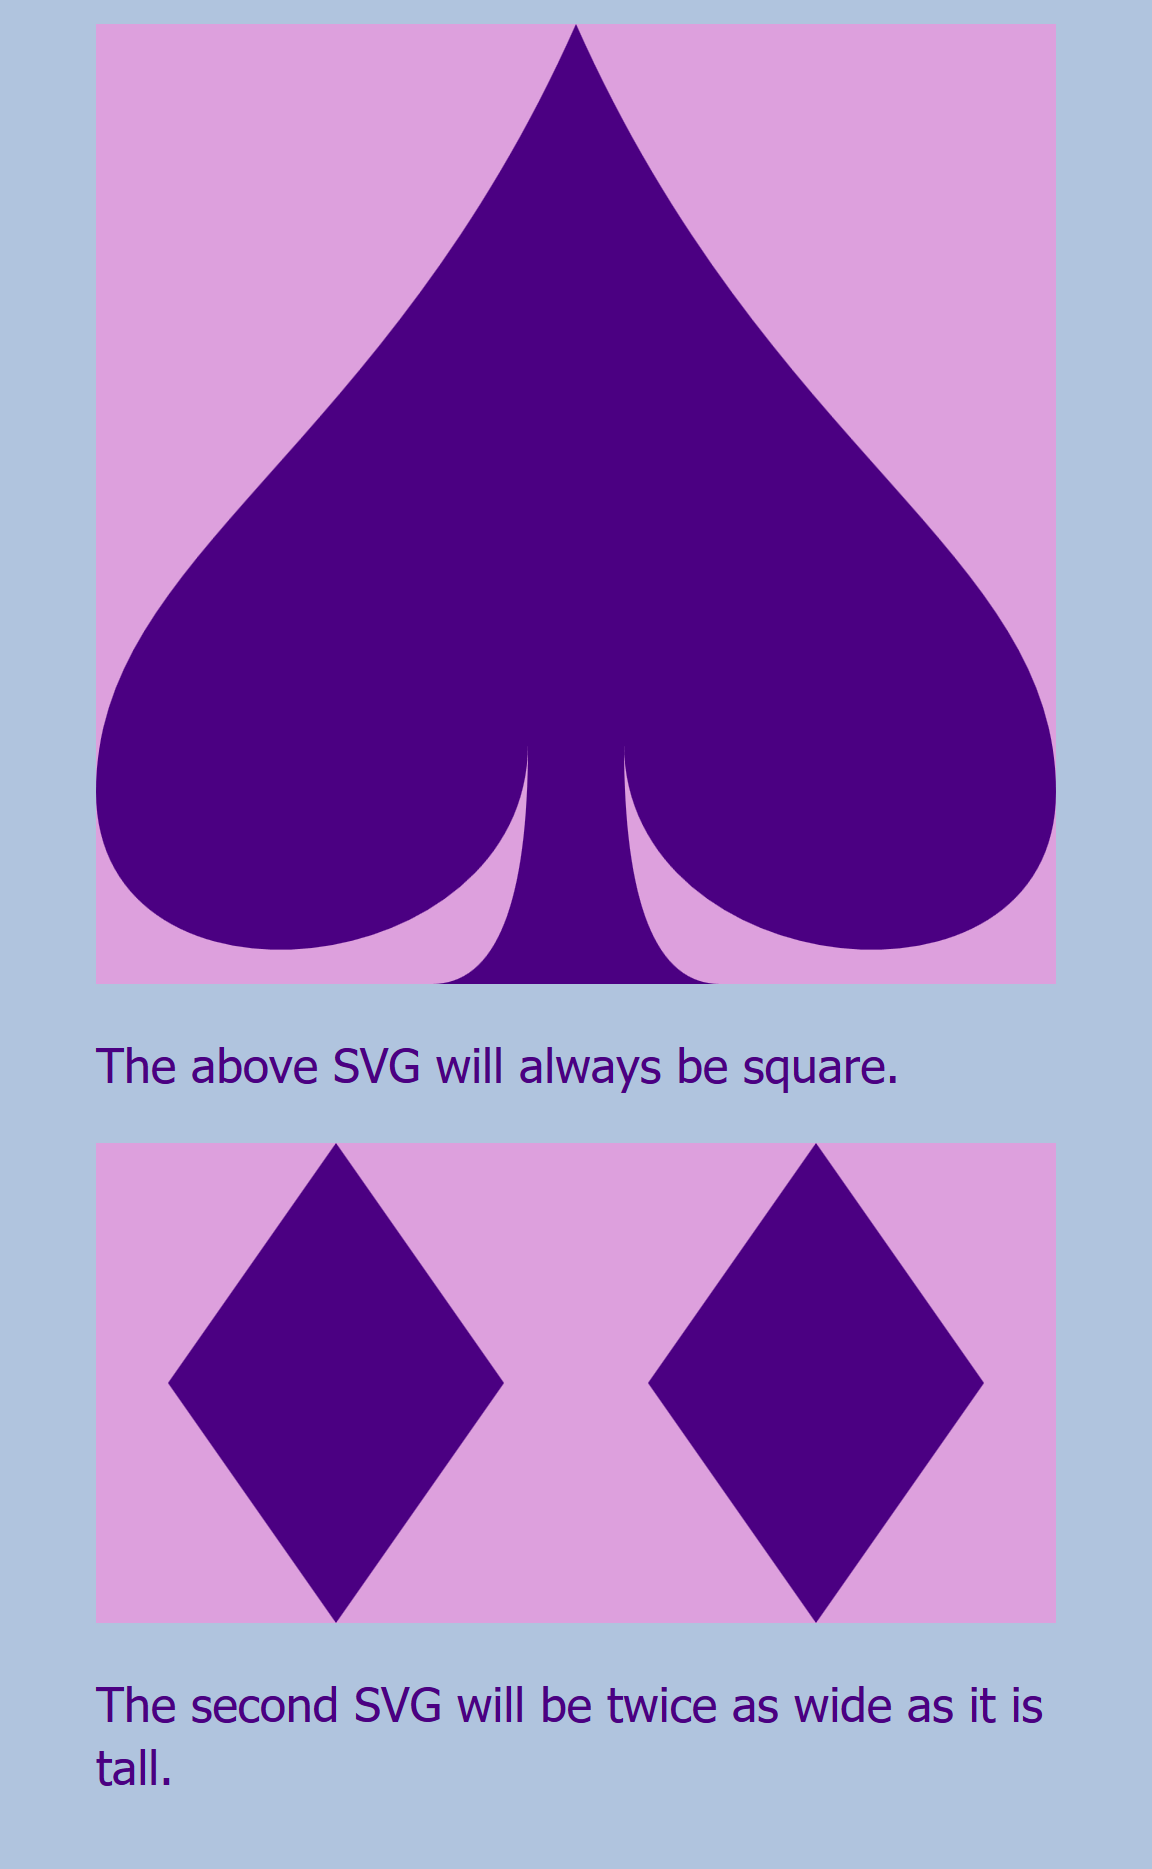 The above SVG will always be square.
The second SVG will be twice as wide as it is
tall.